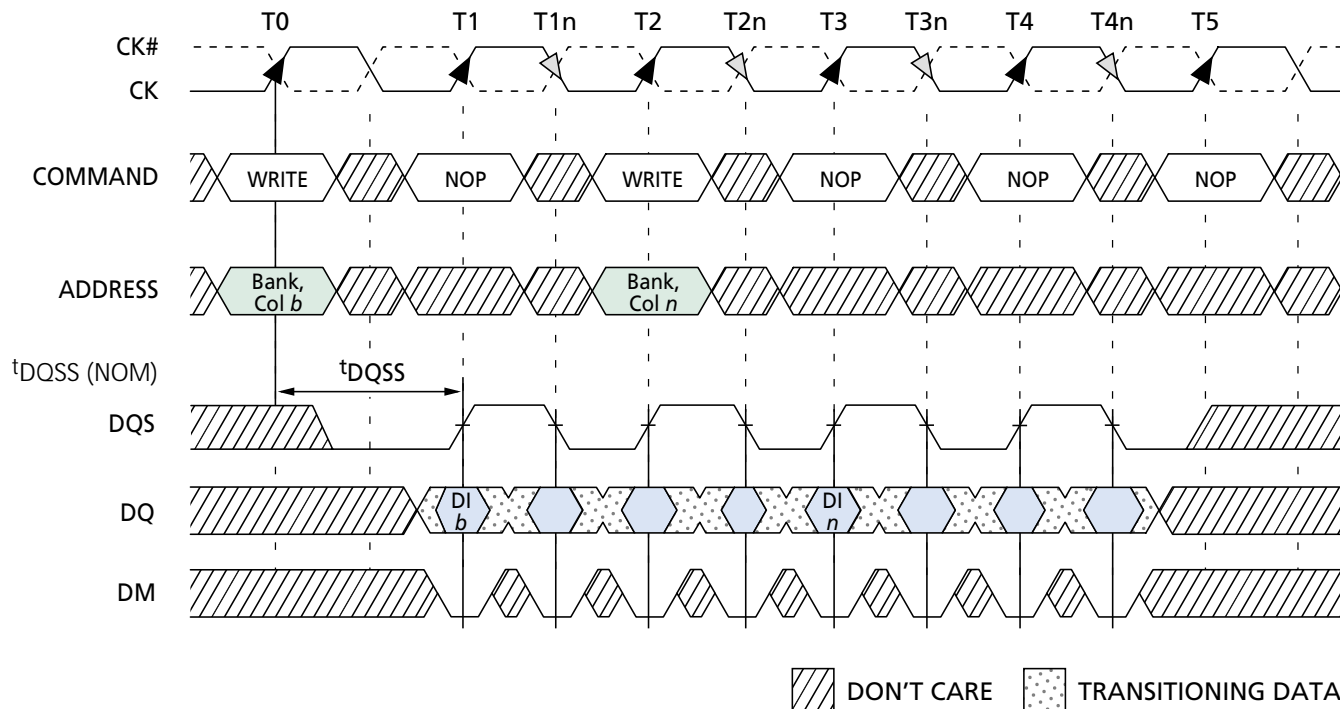 T0 T1 T1n T2 T2n T3 T3n T4 T4n T5
CK#
CK
COMMAND WRITE NOP WRITE NOP NOP NOP
ADDRESS Bank, Col b Bank, Col n
tDQSS (NOM) tDQSS
DQS
DQ DI b DI n
DM
DON'T CARE TRANSITIONING DATA